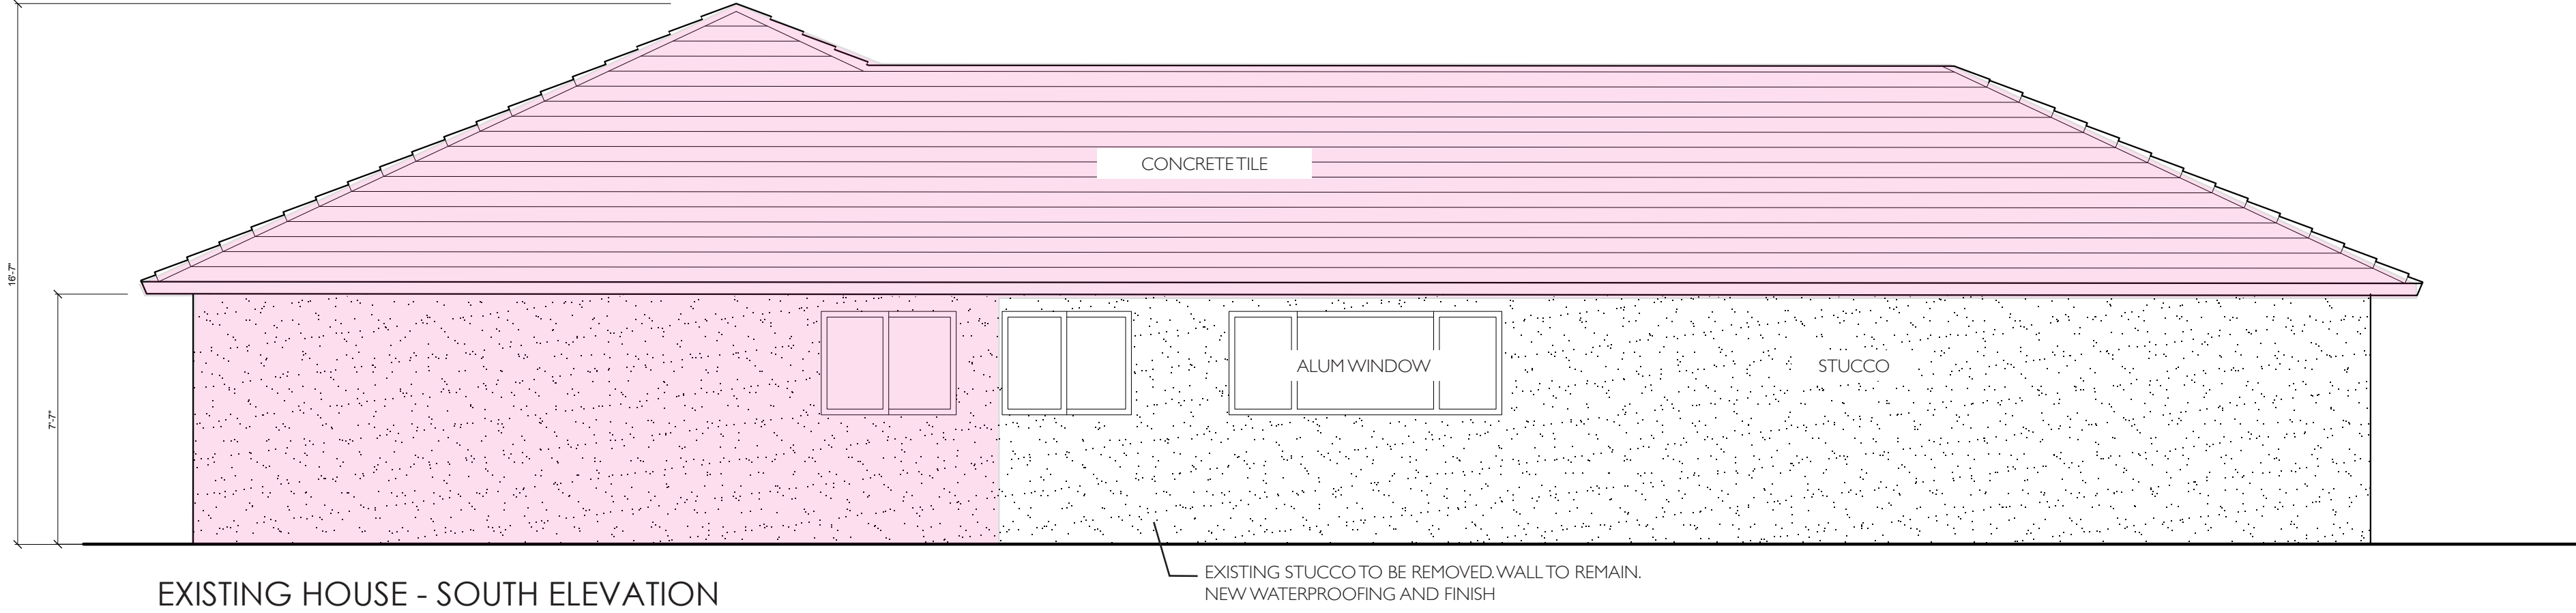 CONCRETE TILE
16'-7"
ALUM WINDOW
STUCCO
7'-7"
EXISTING STUCCO TO BE REMOVED. WALL TO REMAIN.
NEW WATERPROOFING AND FINISH
EXISTING HOUSE - SOUTH ELEVATION